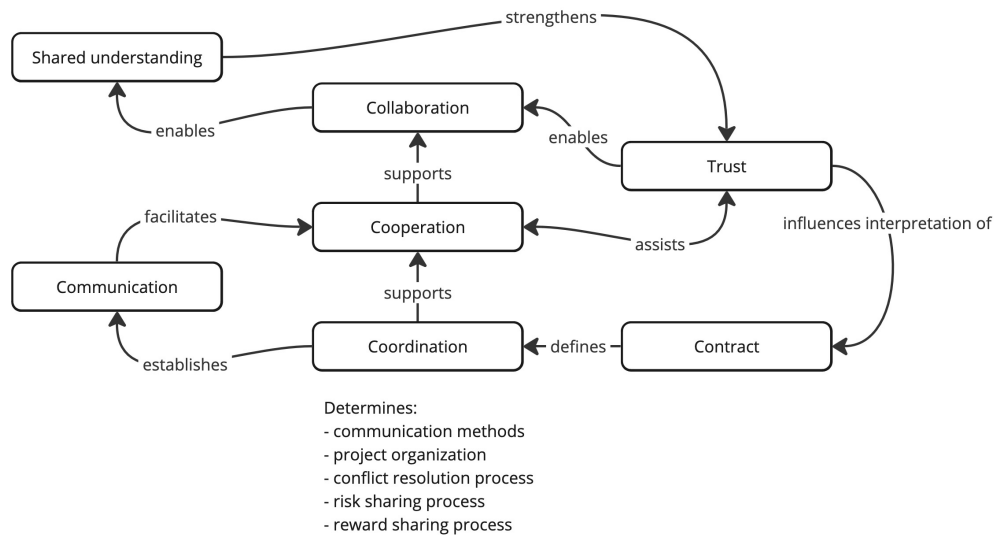 strengthens
Shared understanding
Collaboration
enables
enables
Trust
supports
facilitates
Cooperation
influences interpretation of
assists
Communication
supports
establishes
Coordination
defines
Contract
Determines:
- communication methods
- project organization
- conflict resolution process
- risk sharing process
- reward sharing process